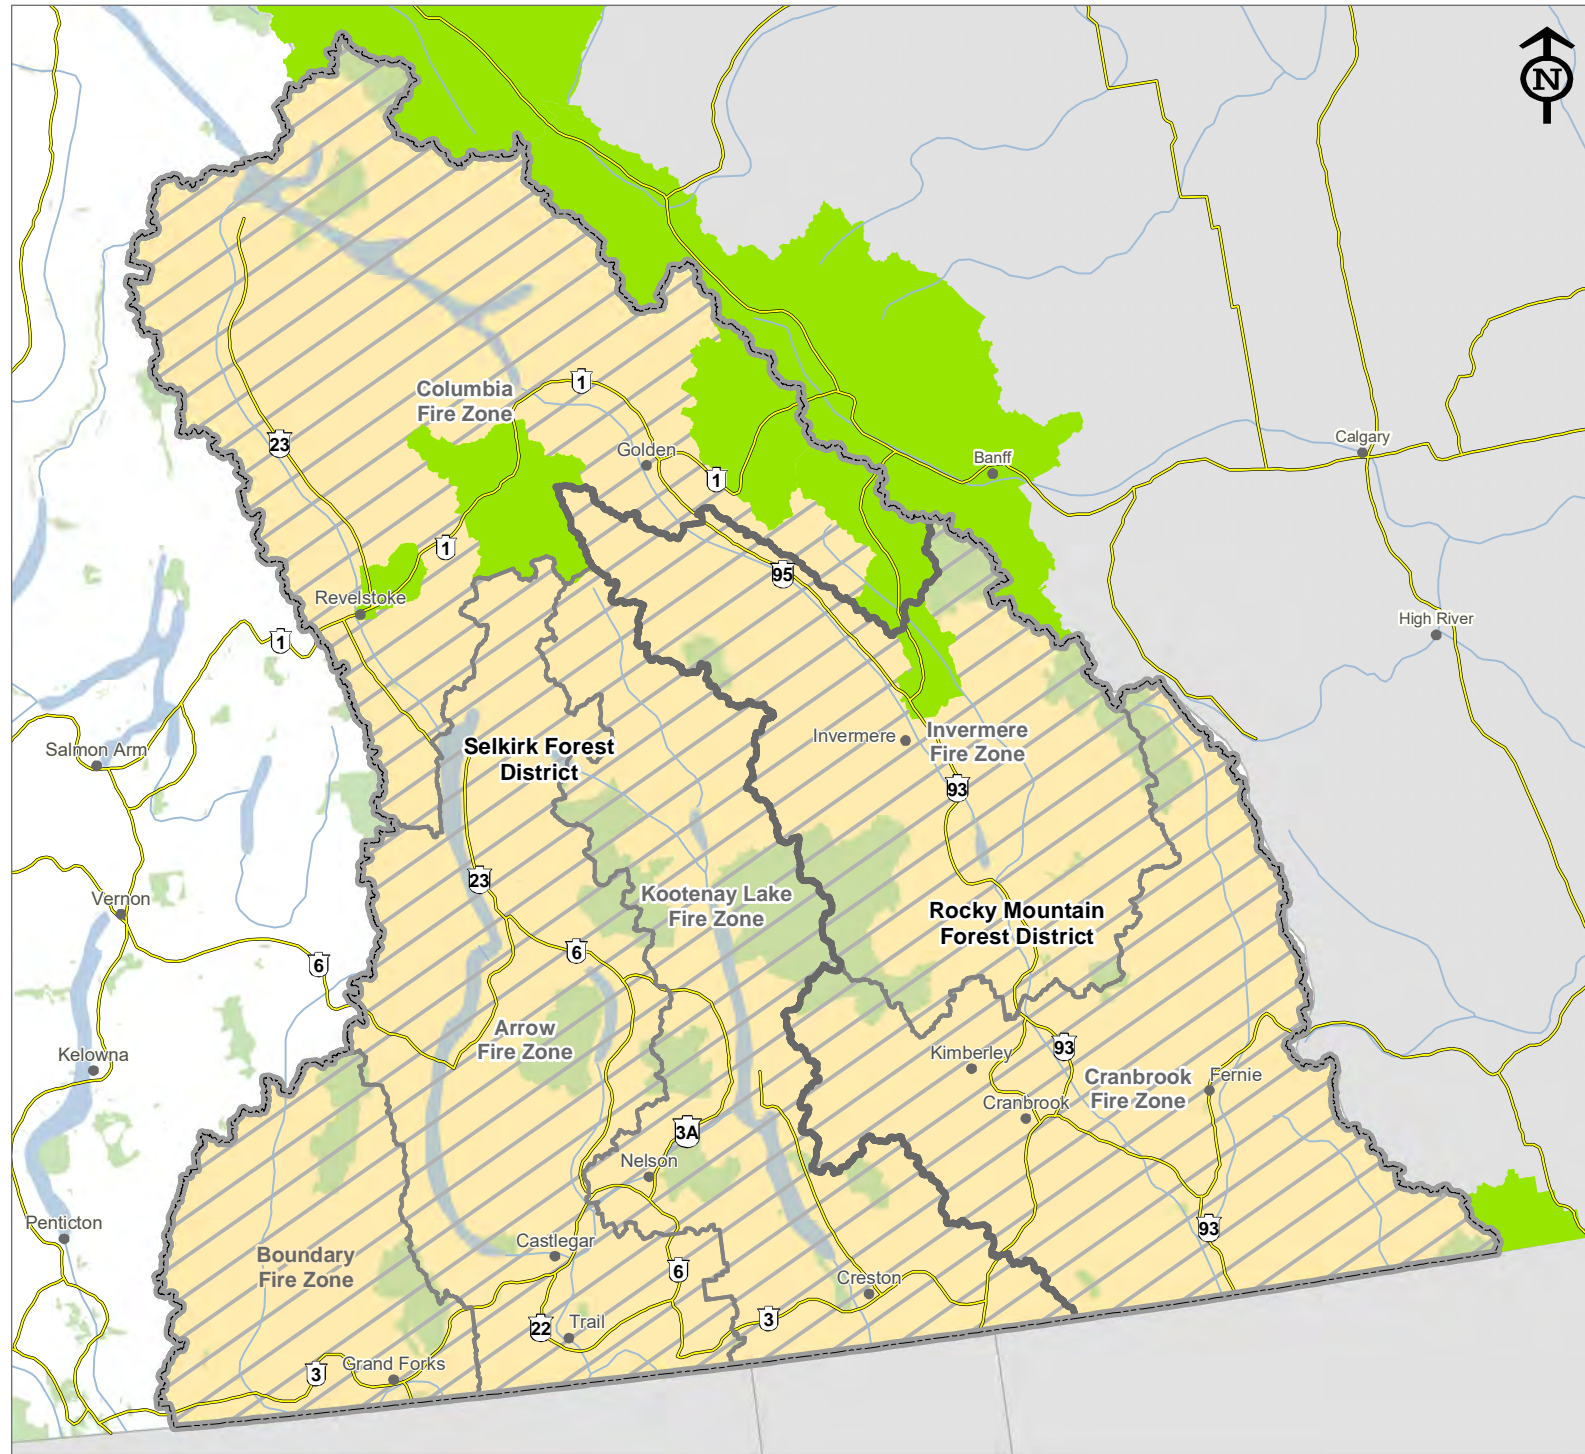 N
Columbia
Fire Zone
1
23
Golden
1
Banff
Calgary
1
95
Revelstoke
1
High River
Salmon Arm
Selkirk Forest
District
Invermere
Invermere
Fire Zone
93
23
Vernon
Kootenay Lake
Fire Zone
Rocky Mountain
Forest District
6
6
Arrow
Fire Zone
Kelowna
Kimberley
93
Cranbrook
Fire Zone
Fernie
Cranbrook
3A
Nelson
Penticton
Boundary
Fire Zone
Castlegar
6
Creston
93
22
Trail
3
3
Grand Forks